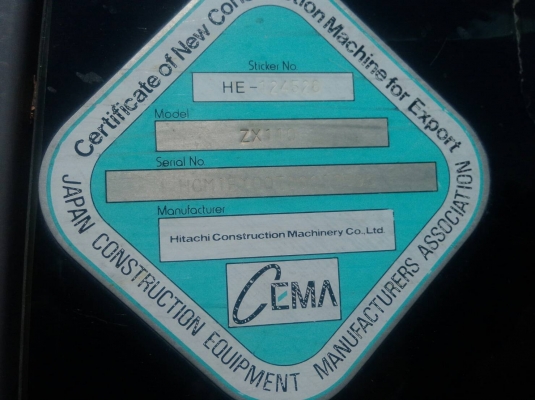 Certificate of New Construction Machine for Export
Sticker No.
HE-
Model
Serial No.
Manufacturer
Hitachi Construction Machinery Co., Ltd.
CEMA
JAPAN CONSTRUCTION EQUIPMENT MANUFACTURERS ASSOCIATION